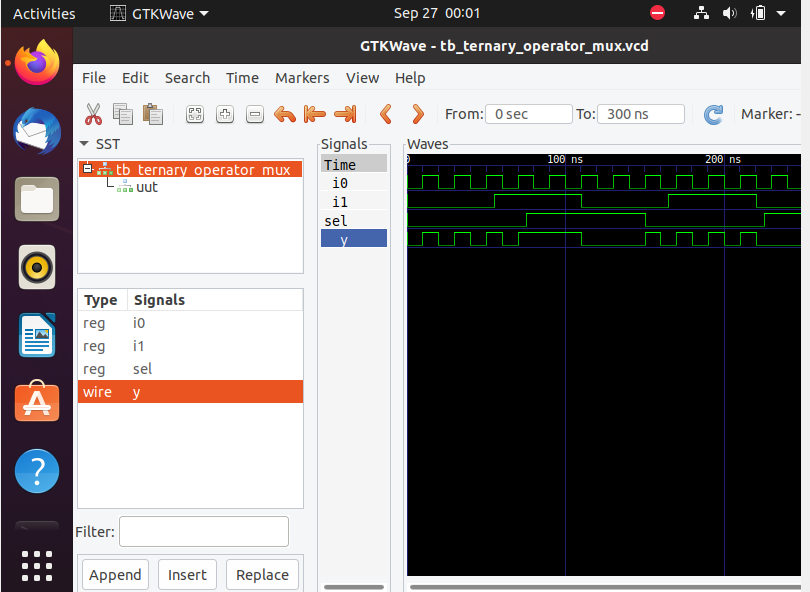 Activities GTKWave Sep 27 00:01
GTKWave - tb_ternary_operator_mux.vcd
File Edit Search Time Markers View Help
From: 0 sec To: 300 ns Marker: -
SST
Signals
Waves
tb_ternary_operator_mux
uut
Time
i0
i1
sel
y
0 100 ns 200 ns
Type Signals
reg i0
reg i1
reg sel
wire y
Filter:
Append Insert Replace